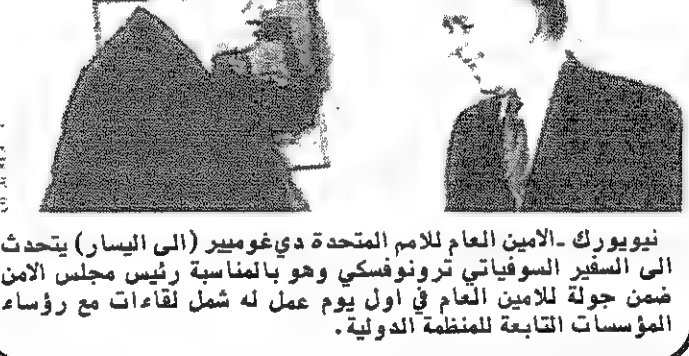 نيويورك ـ الامين العام للامم المتحدة ديغوميير (الى اليسار) يتحدث
الى السفير السوفياتي ترونوفسكي وهو بالمناسبة رئيس مجلس الامن
ضمن جولة للامين العام في اول يوم عمل له شمل لقاءات مع رؤساء
المؤسسات التابعة للمنظمة الدولية .